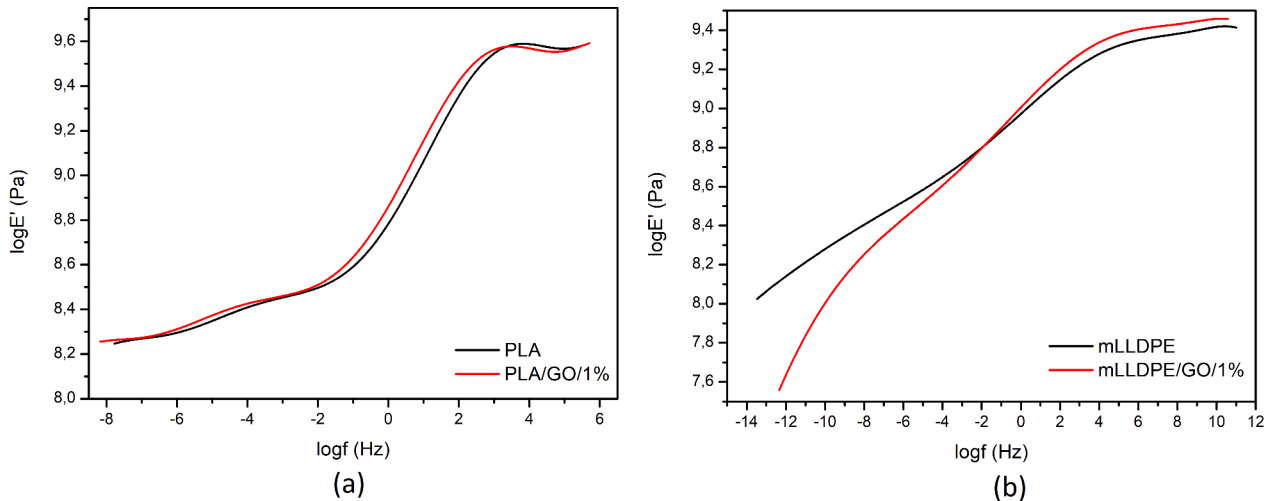 9,6
9,4
9,2
9,0
8,8
8,6
8,4
8,2
8,0
logE' (Pa)
-8 -6 -4 -2 0 2 4 6
logf (Hz)
PLA
PLA/GO/1%
(a)
9.4
9.2
9.0
8.8
8.6
8,4
8,2
8,0
7,8
7,6
logE' (Pa)
-14 -12 -10 -8 -6 -4 -2 0 2 4 6 8 10 12
logf (Hz)
mLLDPE
mLLDPE/GO/1%
(b)